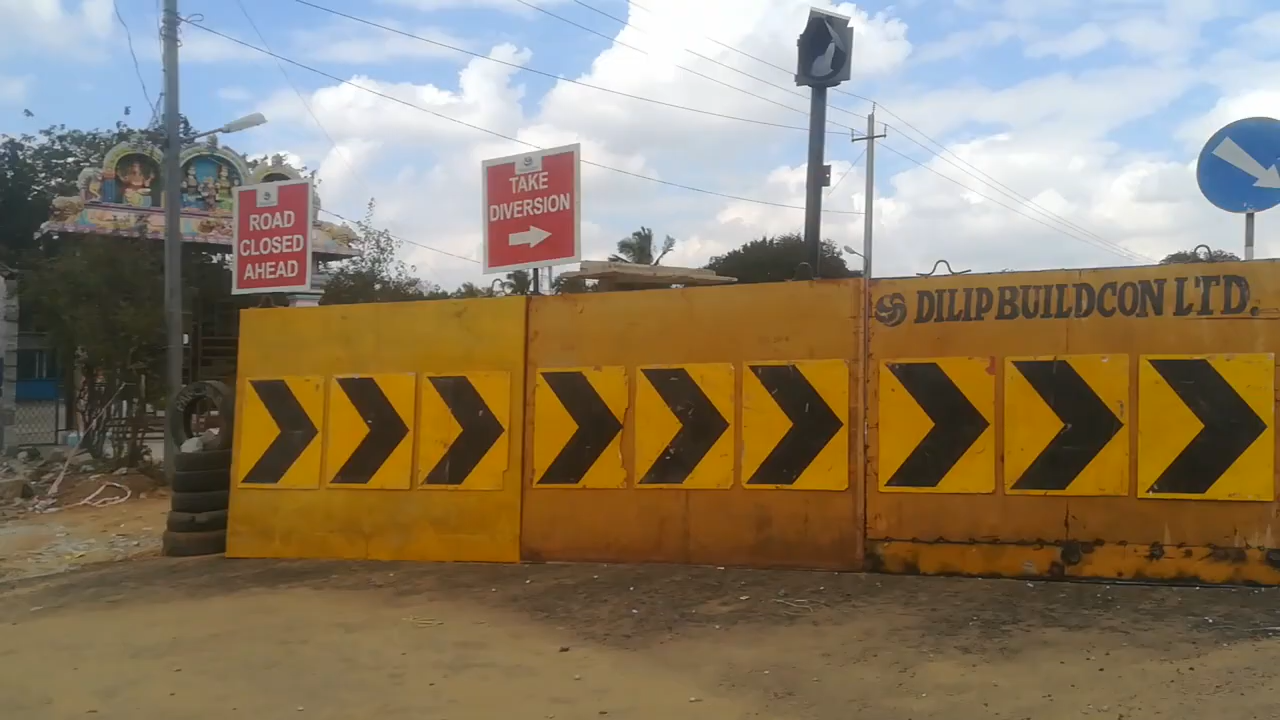 ROAD
CLOSED
AHEAD
TAKE
DIVERSION
DILIP BUILDCON LTD.